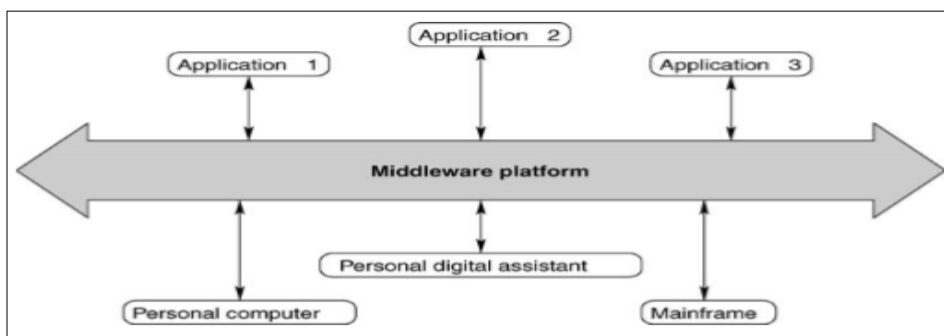 Application 2
Application 1
Application 3
Middleware platform
Personal digital assistant
Personal computer
Mainframe